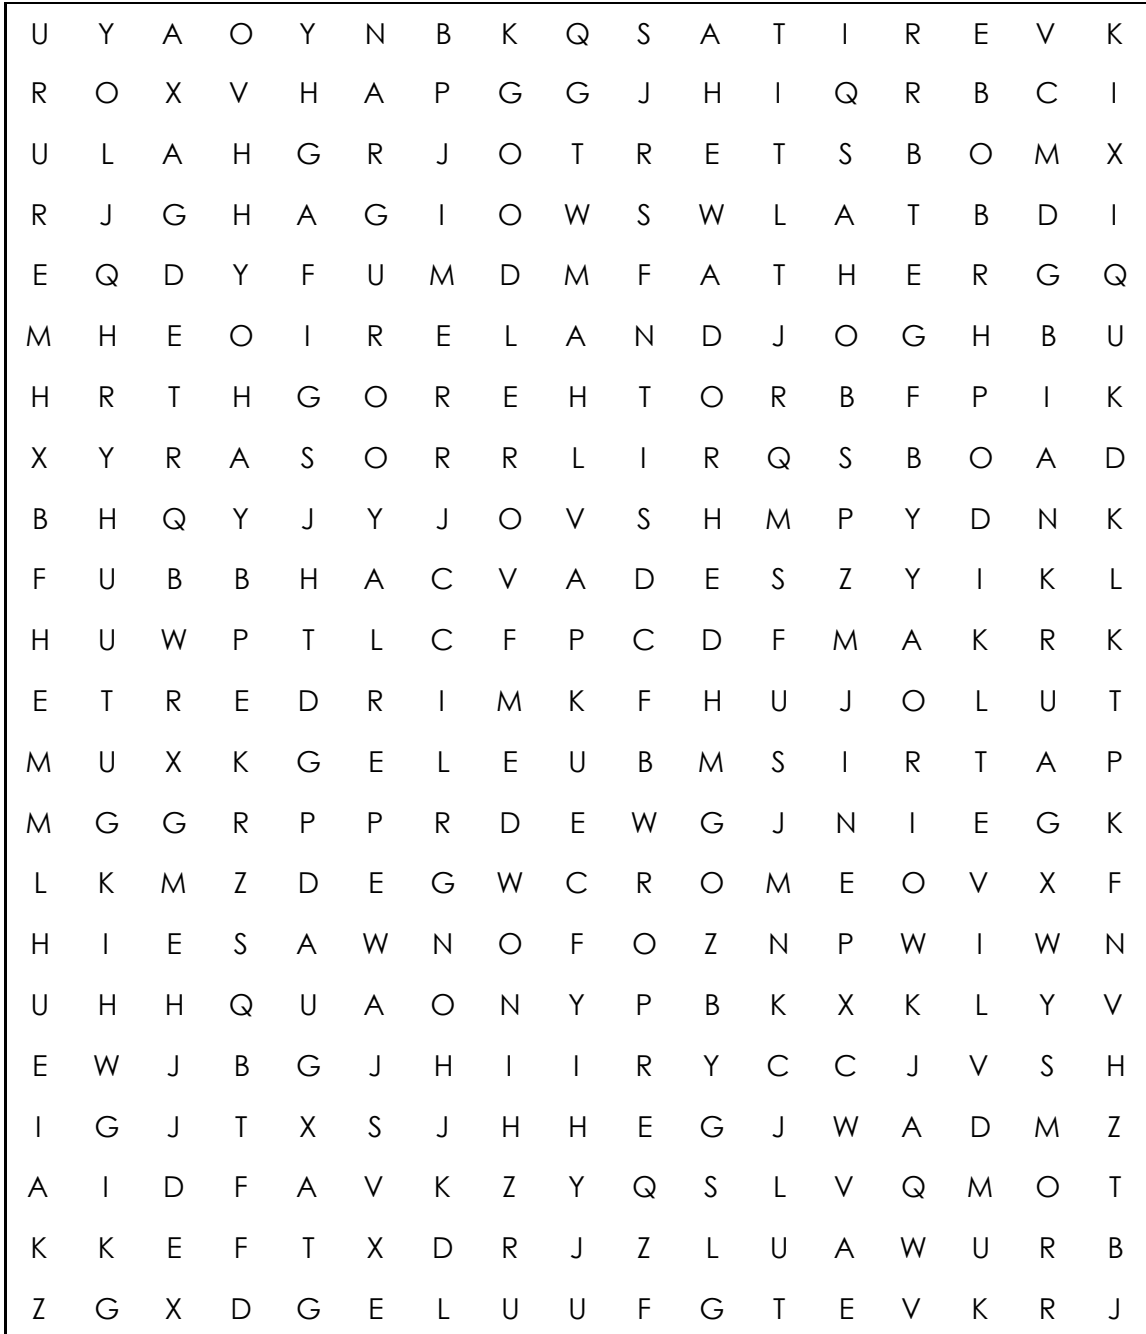 U Y A O Y N B K Q S A T I R E V K
R O X V H A P G G J H I Q R B C I
U L A H G R J O T R E T S B O M X
R J G H A G I O W S W L A T B D I
E Q D Y F U M D M F A T H E R G Q
M H E O I R E L A N D J O G H B U
H R T H G O R E H T O R B F P I K
X Y R A S O R R L I R Q S B O A D
B H Q Y J Y J O V S H M P Y D N K
F U B B H A C V A D E S Z Y I K L
H U W P T L C F P C D F M A K R K
E T R E D R I M K F H U J O L U T
M U X K G E L E U B M S I R T A P
M G G R P P R D E W G J N I E G K
L K M Z D E G W C R O M E O V X F
H I E S A W N O F O Z N P W I W N
U H H Q U A O N Y P B K X K L Y V
E W J B G J H I I R Y C C J V S H
I G J T X S J H H E G J W A D M Z
A I D F A V K Z Y Q S L V Q M O T
K K E F T X D R J Z L U A W U R B
Z G X D G E L U U F G T E V K R J